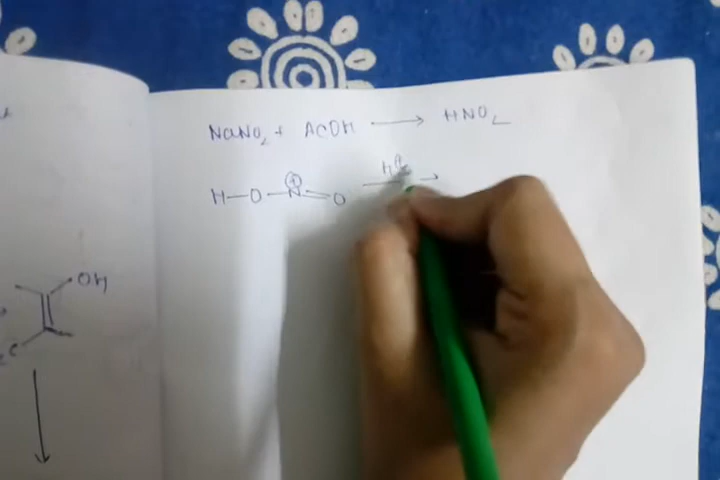 NaNO₂ + ACOH ⟶ HNO₂
H—O—N⊕=O ⟶
OH